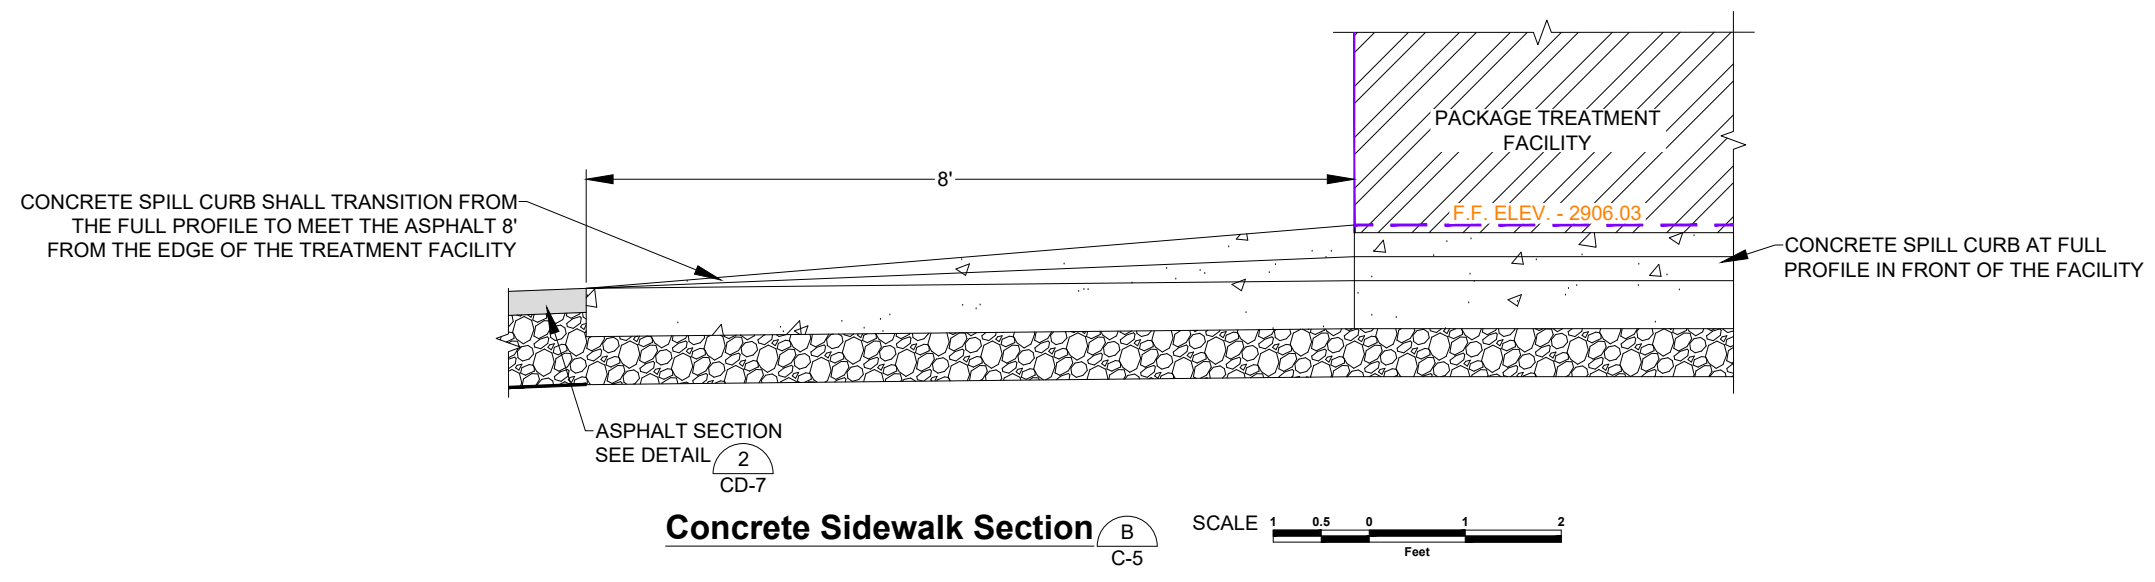 PACKAGE TREATMENT
FACILITY
8'
CONCRETE SPILL CURB SHALL TRANSITION FROM
THE FULL PROFILE TO MEET THE ASPHALT 8'
FROM THE EDGE OF THE TREATMENT FACILITY
F.F. ELEV. - 2906.03
CONCRETE SPILL CURB AT FULL
PROFILE IN FRONT OF THE FACILITY
ASPHALT SECTION
SEE DETAIL
2
CD-7
Concrete Sidewalk Section
B
C-5
SCALE
1 0.5 0 1 2
Feet